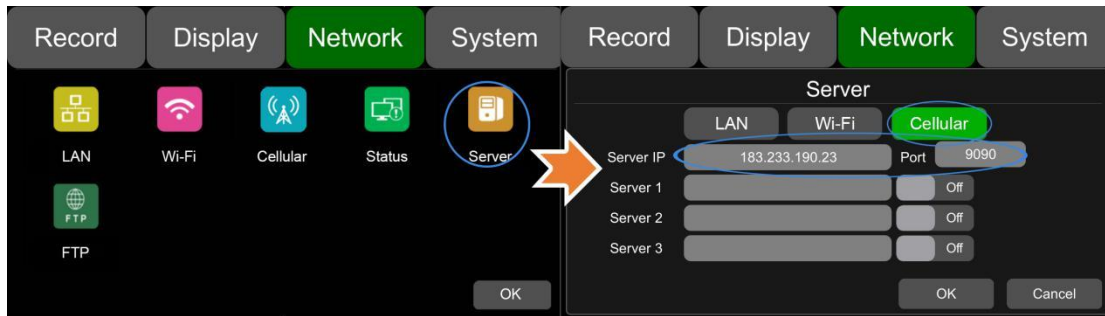 Record Display Network System
LAN Wi-Fi Cellular Status Server
FTP
FTP
OK
Record Display Network System
Server
LAN Wi-Fi Cellular
Server IP 183.233.190.23 Port 9090
Server 1 Off
Server 2 Off
Server 3 Off
OK Cancel